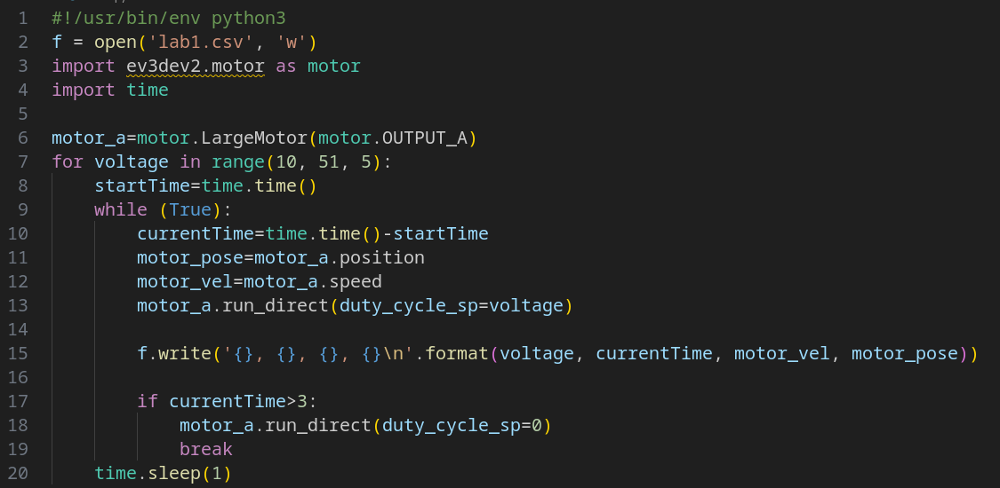 1 #!/usr/bin/env python3
2 f = open('lab1.csv', 'w')
3 import ev3dev2.motor as motor
4 import time
5
6 motor_a=motor.LargeMotor(motor.OUTPUT_A)
7 for voltage in range(10, 51, 5):
8     startTime=time.time()
9     while (True):
10         currentTime=time.time()-startTime
11         motor_pose=motor_a.position
12         motor_vel=motor_a.speed
13         motor_a.run_direct(duty_cycle_sp=voltage)
14
15         f.write('{}, {}, {}, {}\n'.format(voltage, currentTime, motor_vel, motor_pose))
16
17         if currentTime>3:
18             motor_a.run_direct(duty_cycle_sp=0)
19             break
20     time.sleep(1)